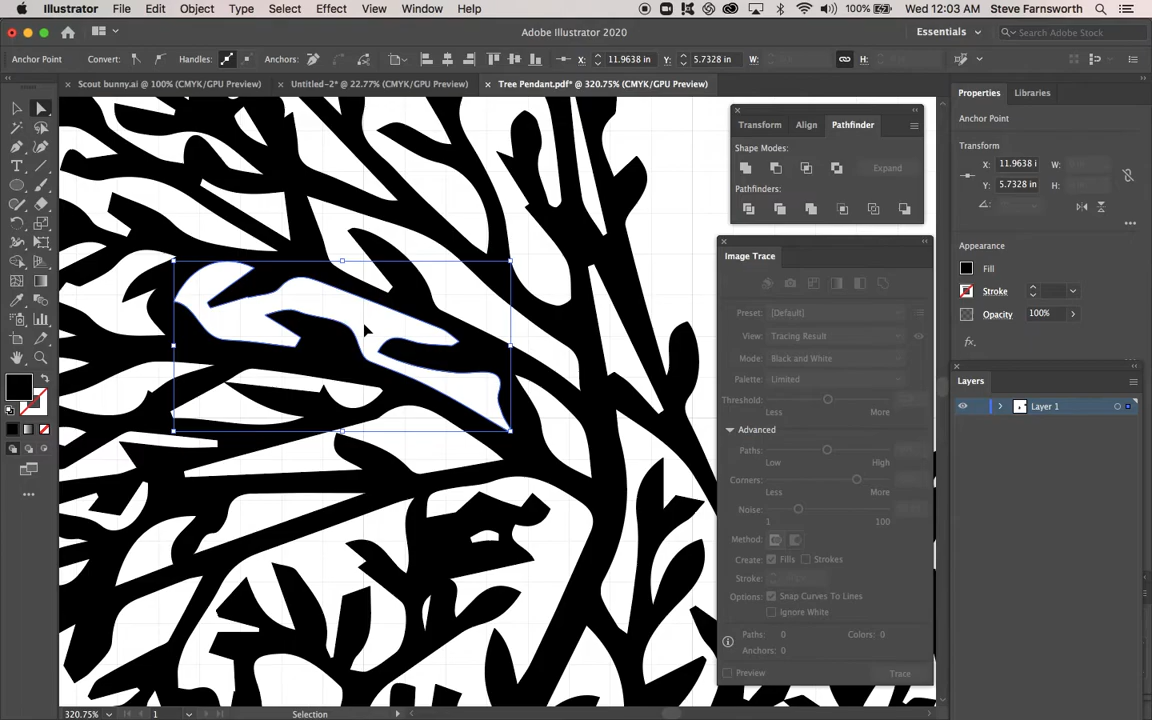 Illustrator File Edit Object Type Select Effect View Window Help 100% Wed 12:03 AM Steve Farnsworth
Adobe Illustrator 2020 Essentials Search Adobe Stock
Anchor Point Convert: Handles: Anchors: X: 11.9638 in Y: 5.7328 in W: H:
Scout bunny.ai @ 100% (CMYK/GPU Preview) Untitled-2* @ 22.77% (CMYK/GPU Preview) Tree Pendant.pdf* @ 320.75% (CMYK/GPU Preview)
Properties Libraries
Anchor Point
Transform
X: 11.9638 i W:
Y: 5.7328 in H:
Appearance
Fill
Stroke
Opacity 100%
fx.
Transform Align Pathfinder
Shape Modes:
Expand
Pathfinders:
Image Trace
Preset: [Default]
View: Tracing Result
Mode: Black and White
Palette: Limited
Threshold:
Less More
Advanced
Paths:
Low High
Corners:
Less More
Noise:
1 100
Method:
Create: Fills Strokes
Stroke:
Options: Snap Curves To Lines
Ignore White
Paths: 0 Colors: 0
Anchors: 0
Preview Trace
Layers
Layer 1
320.75% 1 Selection